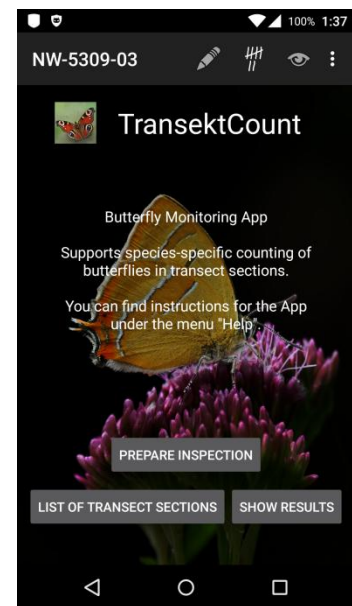 100% 1:37
NW-5309-03
TransektCount
Butterfly Monitoring App
Supports species-specific counting of
butterflies in transect sections.
You can find instructions for the App
under the menu "Help".
PREPARE INSPECTION
LIST OF TRANSECT SECTIONS SHOW RESULTS